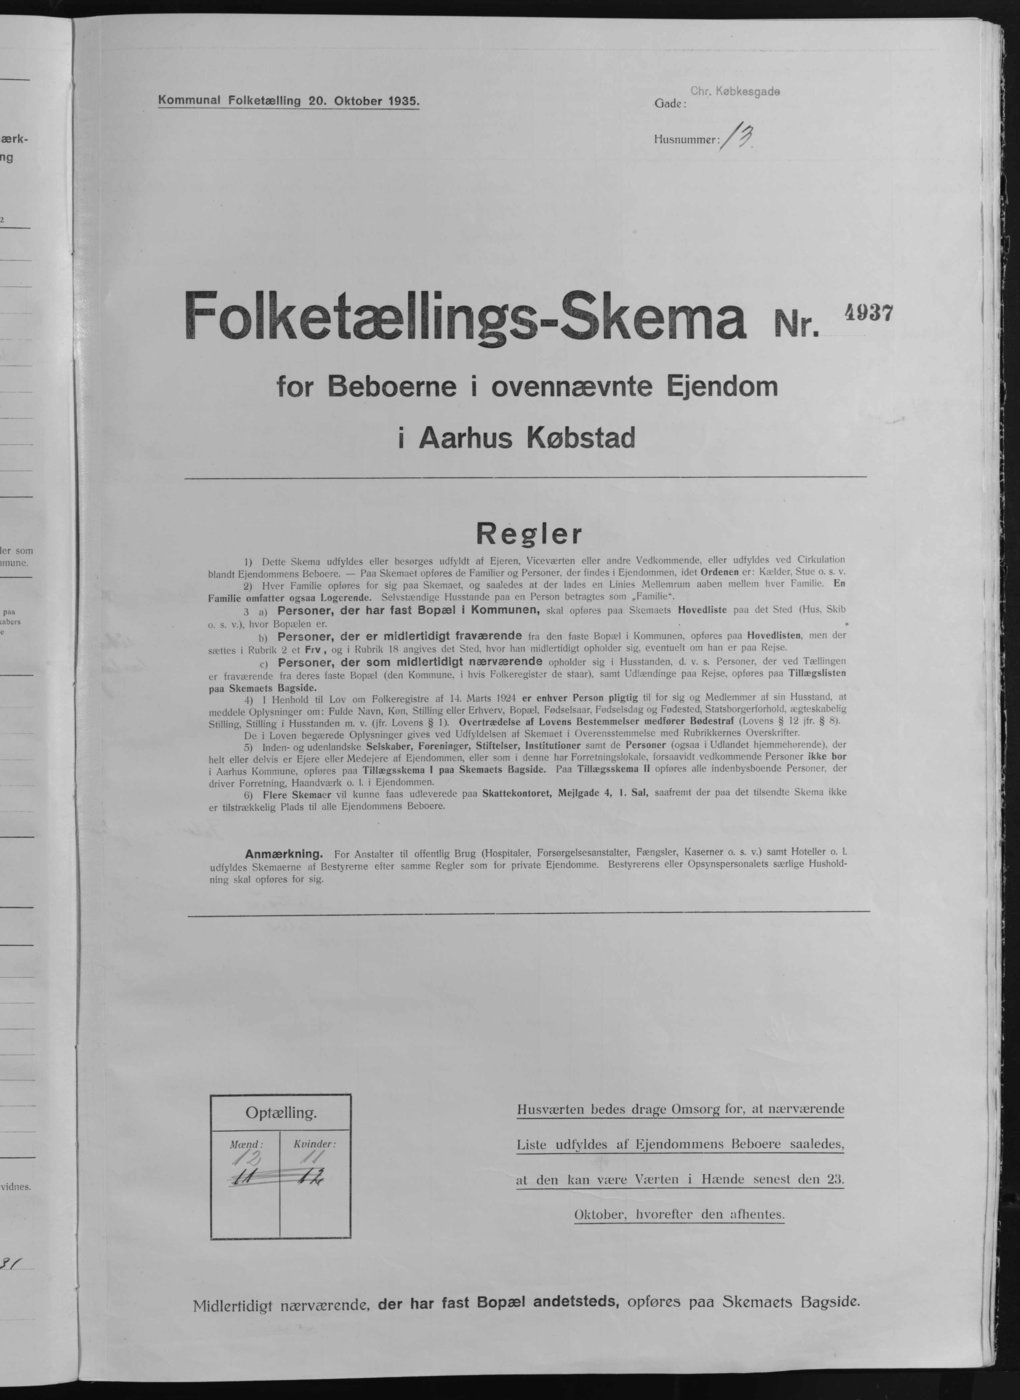 Kommunal Folketælling 20. Oktober 1935.
Chr. Købkesgade
Gade:
Husnummer: 13
Folketællings-Skema Nr. 4937
for Beboerne i ovennævnte Ejendom
i Aarhus Købstad
Regler
1) Dette Skema udfyldes eller besørges udfyldt af Ejeren, Viceværten eller andre Vedkommende, eller udfyldes ved Cirkulation
blandt Ejendommens Beboere. — Paa Skemaet opføres de Familier og Personer, der findes i Ejendommen, idet Ordenen er: Kælder, Stue o. s. v.
2) Hver Familie opføres for sig paa Skemaet, og saaledes at der lades en Linies Mellemrum aaben mellem hver Familie. En
Familie omfatter ogsaa Logerende. Selvstændige Husstande paa en Person betragtes som „Familie“.
3 a) Personer, der har fast Bopæl i Kommunen, skal opføres paa Skemaets Hovedliste paa det Sted (Hus, Skib
o. s. v.), hvor Bopælen er.
b) Personer, der er midlertidigt fraværende fra den faste Bopæl i Kommunen, opføres paa Hovedlisten, men der
sættes i Rubrik 2 et Frv , og i Rubrik 18 angives det Sted, hvor han midlertidigt opholder sig, eventuelt om han er paa Rejse.
c) Personer, der som midlertidigt nærværende opholder sig i Husstanden, d. v. s. Personer, der ved Tællingen
er fraværende fra deres faste Bopæl (den Kommune, i hvis Folkeregister de staar), samt Udlændinge paa Rejse, opføres paa Tillægslisten
paa Skemaets Bagside.
4) I Henhold til Lov om Folkeregistre af 14. Marts 1924 er enhver Person pligtig til for sig og Medlemmer af sin Husstand, at
meddele Oplysninger om: Fulde Navn, Køn, Stilling eller Erhverv, Bopæl, Fødselsaar, Fødselsdag og Fødested, Statsborgerforhold, ægteskabelig
Stilling, Stilling i Husstanden m. v. (jfr. Lovens § 1). Overtrædelse af Lovens Bestemmelser medfører Bødestraf (Lovens § 12 jfr. § 8).
De i Loven begærede Oplysninger gives ved Udfyldelsen af Skemaet i Overensstemmelse med Rubrikkernes Overskrifter.
5) Inden- og udenlandske Selskaber, Foreninger, Stiftelser, Institutioner samt de Personer (ogsaa i Udlandet hjemmehørende), der
helt eller delvis er Ejere eller Medejere af Ejendommen, eller som i denne har Forretningslokale, forsaavidt vedkommende Personer ikke bor
i Aarhus Kommune, opføres paa Tillægsskema I paa Skemaets Bagside. Paa Tillægsskema II opføres alle indenbysboende Personer, der
driver Forretning, Haandværk o. l. i Ejendommen.
6) Flere Skemaer vil kunne faas udleverede paa Skattekontoret, Mejlgade 4, 1. Sal, saafremt der paa det tilsendte Skema ikke
er tilstrækkelig Plads til alle Ejendommens Beboere.
Anmærkning. For Anstalter til offentlig Brug (Hospitaler, Forsørgelsesanstalter, Fængsler, Kaserner o. s. v.) samt Hoteller o. l.
udfyldes Skemaerne af Bestyrerne efter samme Regler som for private Ejendomme. Bestyrerens eller Opsynspersonalets særlige Hushold-
ning skal opføres for sig.
Optælling.
Mænd: Kvinder:
12 11
11 12
Husværten bedes drage Omsorg for, at nærværende
Liste udfyldes af Ejendommens Beboere saaledes,
at den kan være Værten i Hænde senest den 23.
Oktober, hvorefter den afhentes.
Midlertidigt nærværende, der har fast Bopæl andetsteds, opføres paa Skemaets Bagside.
ærk-
ng
2
ler som
mmune.
paa
kabers
e
vidnes.
31